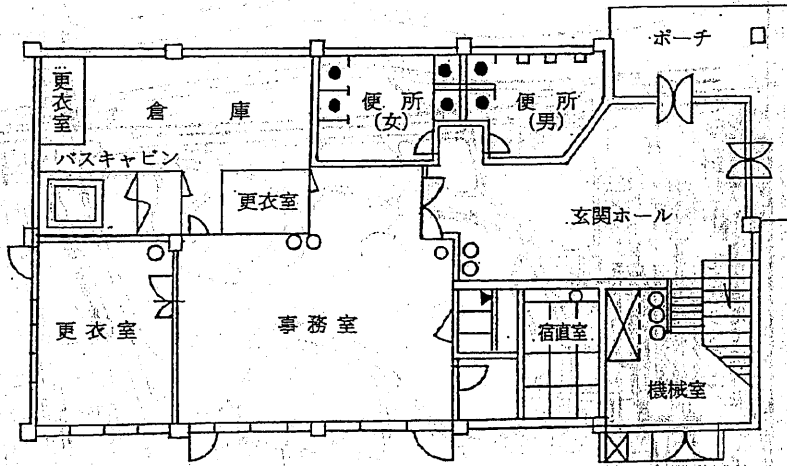 ポーチ
更衣室
倉庫
便所
(女)
便所
(男)
バスキャビン
更衣室
玄関ホール
更衣室
事務室
宿直室
機械室